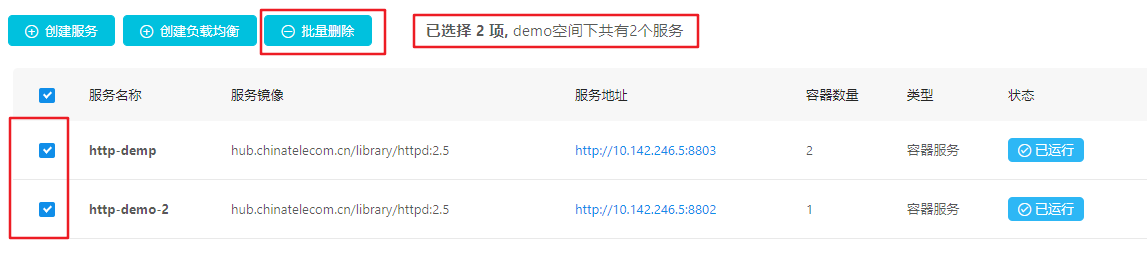 创建服务 创建负载均衡 批量删除 已选择 2 项, demo空间下共有2个服务
服务名称 服务镜像 服务地址 容器数量 类型 状态
http-demp hub.chinatelecom.cn/library/httpd:2.5 http://10.142.246.5:8803 2 容器服务 已运行
http-demo-2 hub.chinatelecom.cn/library/httpd:2.5 http://10.142.246.5:8802 1 容器服务 已运行